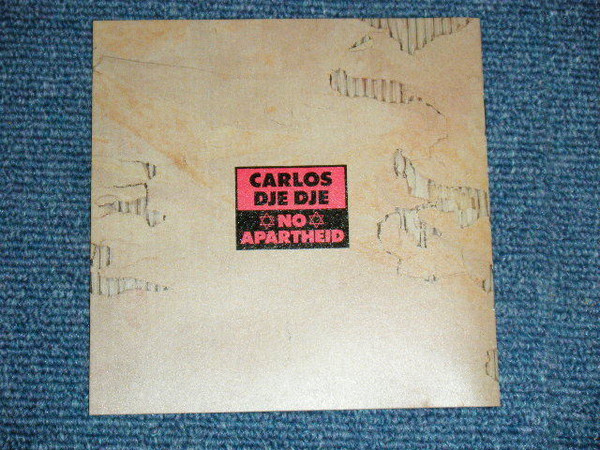 CARLOS
DJE DJE
✡NO✡
APARTHEID